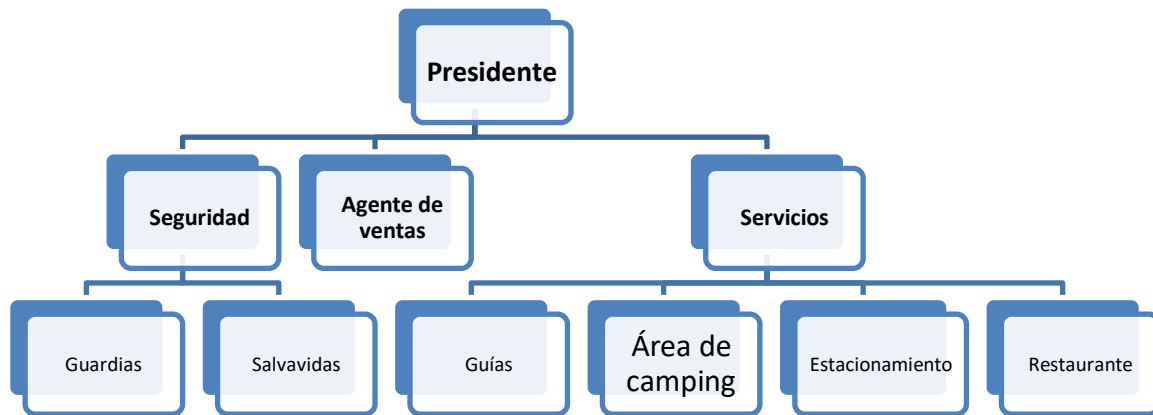 Presidente
Seguridad
Agente de
ventas
Servicios
Guardias
Salvavidas
Guías
Área de
camping
Estacionamiento
Restaurante